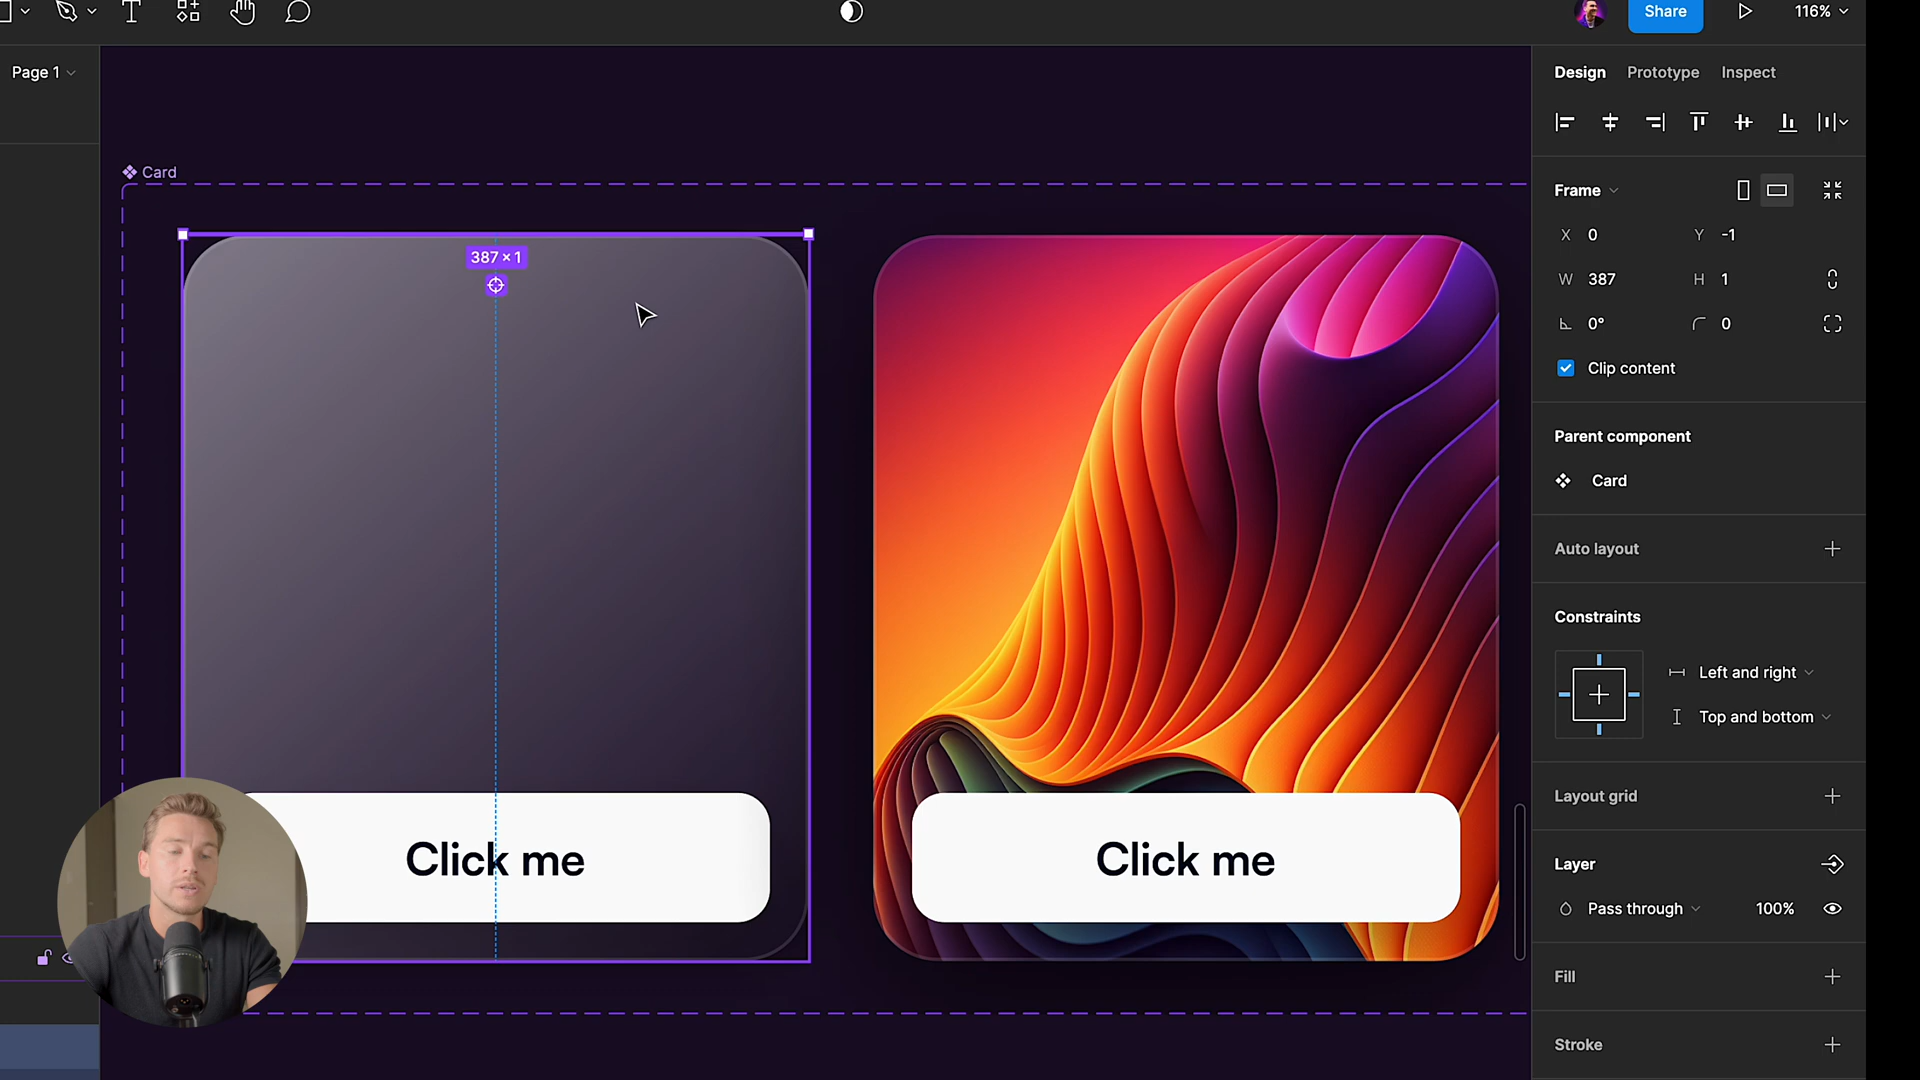 Share
116%
Page 1
Design Prototype Inspect
Card
Frame
X 0 Y -1
W 387 H 1
0° 0
Clip content
387 × 1
Parent component
Card
Auto layout
Constraints
Left and right
Top and bottom
Layout grid
Layer
Pass through 100%
Fill
Stroke
Click me
Click me